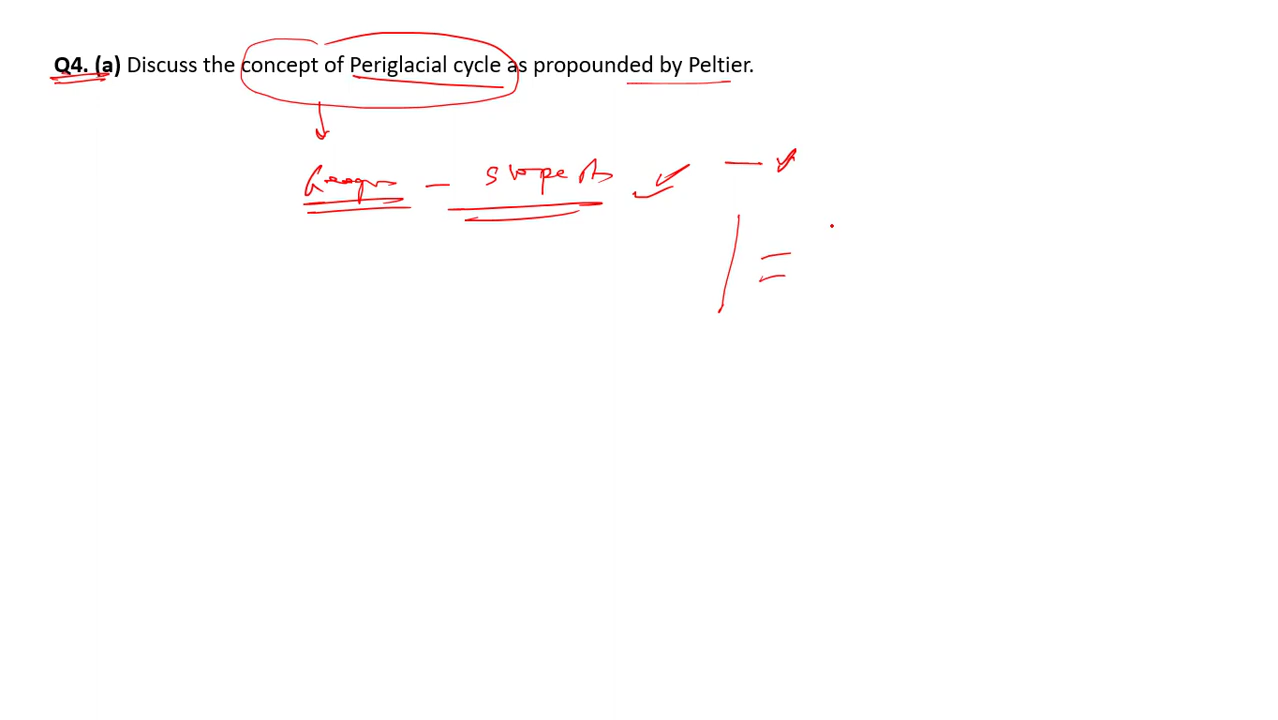 Q4. (a) Discuss the concept of Periglacial cycle as propounded by Peltier.